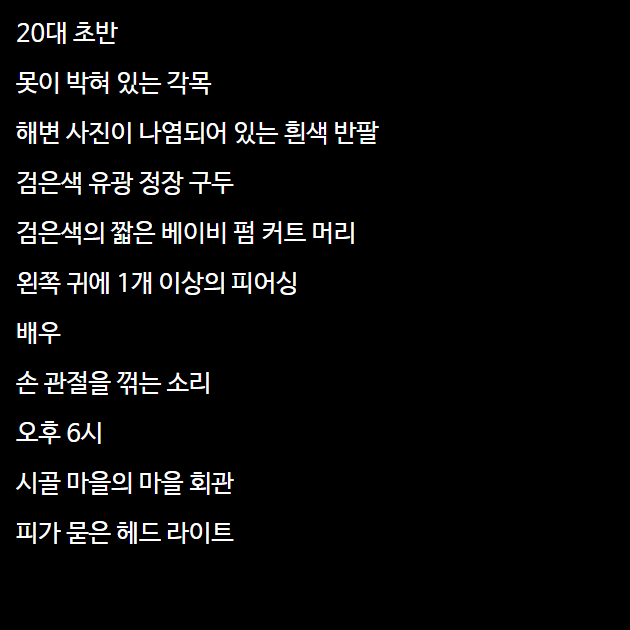 20대 초반
못이 박혀 있는 각목
해변 사진이 나염되어 있는 흰색 반팔
검은색 유광 정장 구두
검은색의 짧은 베이비 펌 커트 머리
왼쪽 귀에 1개 이상의 피어싱
배우
손 관절을 꺾는 소리
오후 6시
시골 마을의 마을 회관
피가 묻은 헤드 라이트